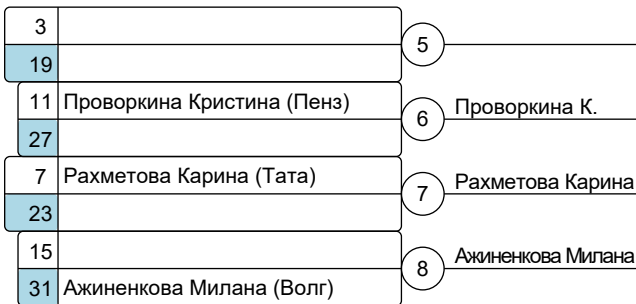 3
19
5
11 Проворкина Кристина (Пенз)
27
6 Проворкина К.
7 Рахметова Карина (Тата)
23
7 Рахметова Карина
15
31 Ажиненкова Милана (Волг)
8 Ажиненкова Милана